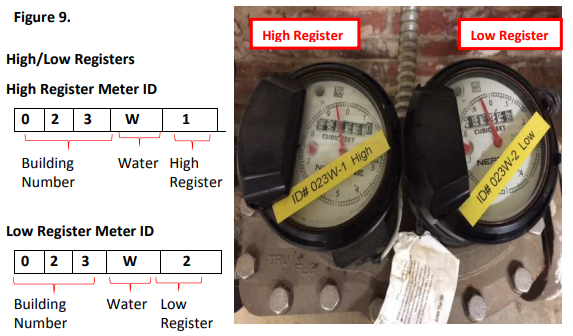 Figure 9.
High/Low Registers
High Register Meter ID
0 2 3 W 1
Building Number
Water
High Register
Low Register Meter ID
0 2 3 W 2
Building Number
Water
Low Register
High Register
Low Register
CUBIC FEET
ID# 023W-1 High
CUBIC FEET
ID# 023W-2 Low